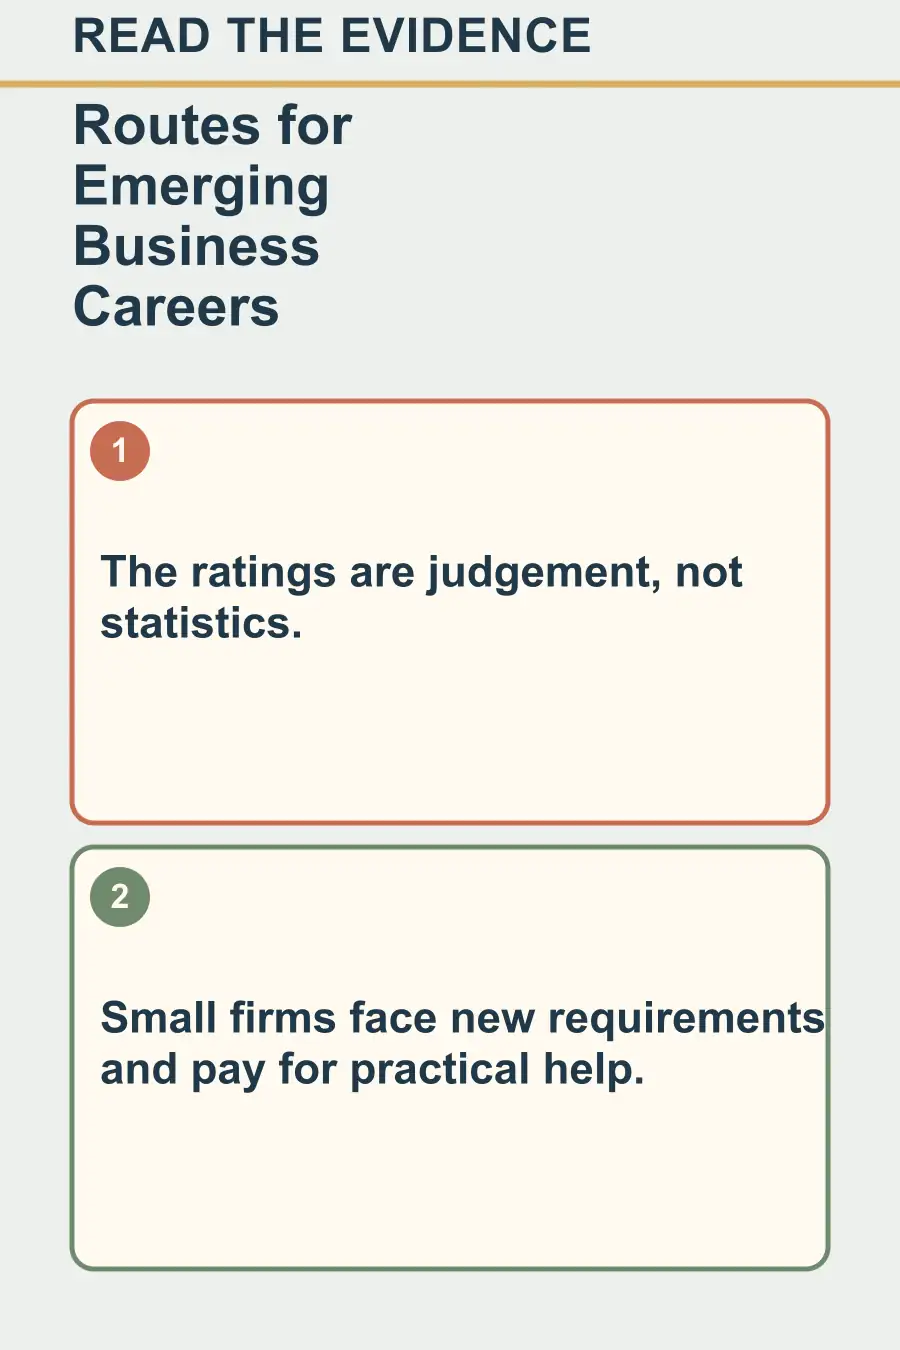 READ THE EVIDENCE
Routes for
Emerging
Business
Careers
1
The ratings are judgement, not
statistics.
2
Small firms face new requirements
and pay for practical help.